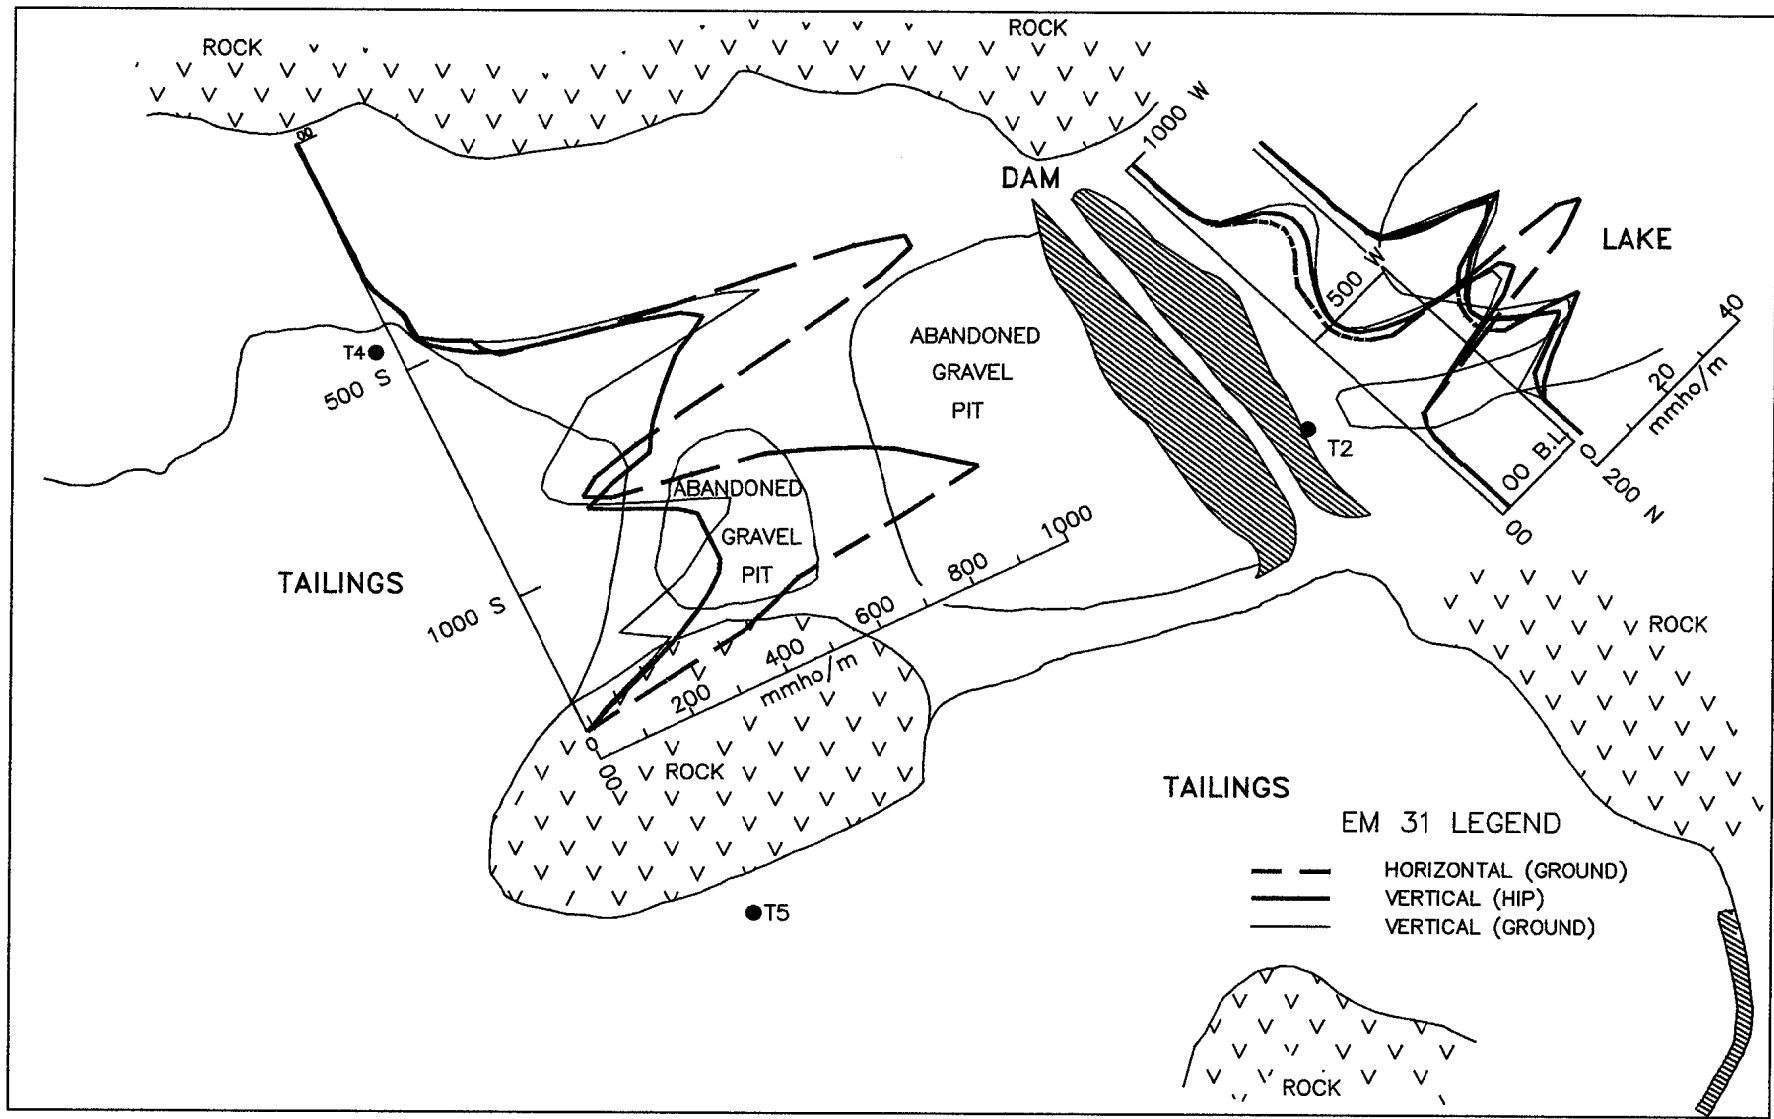 ROCK
ROCK
00
1000 W
DAM
LAKE
500 W
40
20
mmho/m
0
ABANDONED
GRAVEL
PIT
T4
500 S
T2
00 B.L.
200 N
00
ABANDONED
GRAVEL
PIT
1000
800
600
400
200
mmho/m
0
00
TAILINGS
1000 S
ROCK
ROCK
TAILINGS
T5
EM 31 LEGEND
HORIZONTAL (GROUND)
VERTICAL (HIP)
VERTICAL (GROUND)
ROCK